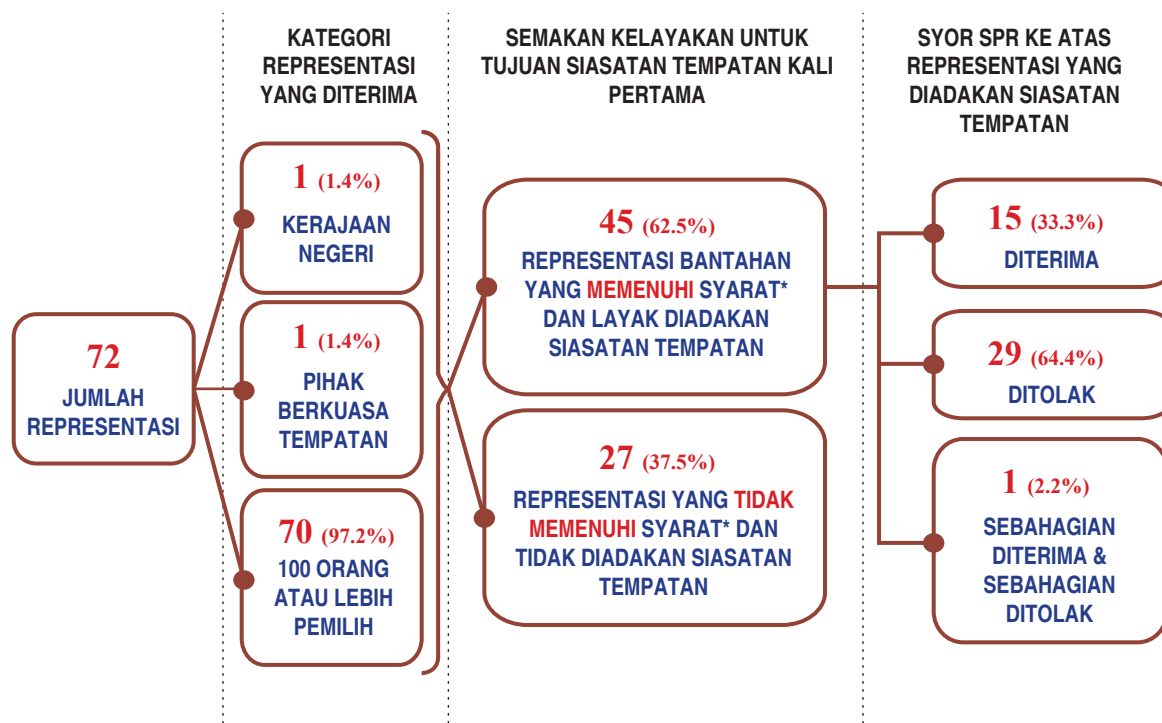 KATEGORI
REPRESENTASI
YANG DITERIMA
SEMAKAN KELAYAKAN UNTUK
TUJUAN SIASATAN TEMPATAN KALI
PERTAMA
SYOR SPR KE ATAS
REPRESENTASI YANG
DIADAKAN SIASATAN
TEMPATAN
72
JUMLAH
REPRESENTASI
1 (1.4%)
KERAJAAN
NEGERI
1 (1.4%)
PIHAK
BERKUASA
TEMPATAN
70 (97.2%)
100 ORANG
ATAU LEBIH
PEMILIH
45 (62.5%)
REPRESENTASI BANTAHAN
YANG MEMENUHI SYARAT*
DAN LAYAK DIADAKAN
SIASATAN TEMPATAN
27 (37.5%)
REPRESENTASI YANG TIDAK
MEMENUHI SYARAT* DAN
TIDAK DIADAKAN SIASATAN
TEMPATAN
15 (33.3%)
DITERIMA
29 (64.4%)
DITOLAK
1 (2.2%)
SEBAHAGIAN
DITERIMA &
SEBAHAGIAN
DITOLAK